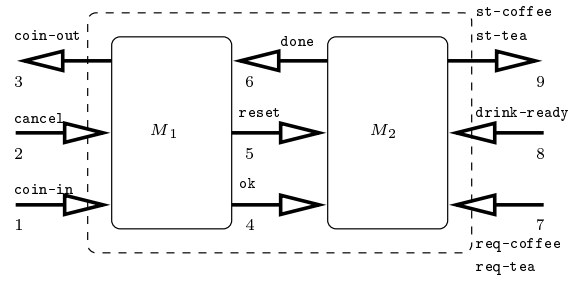 st-coffee
coin-out
done
st-tea
3
6
9
cancel
reset
drink-ready
M1
M2
2
5
8
coin-in
ok
1
4
7
req-coffee
req-tea